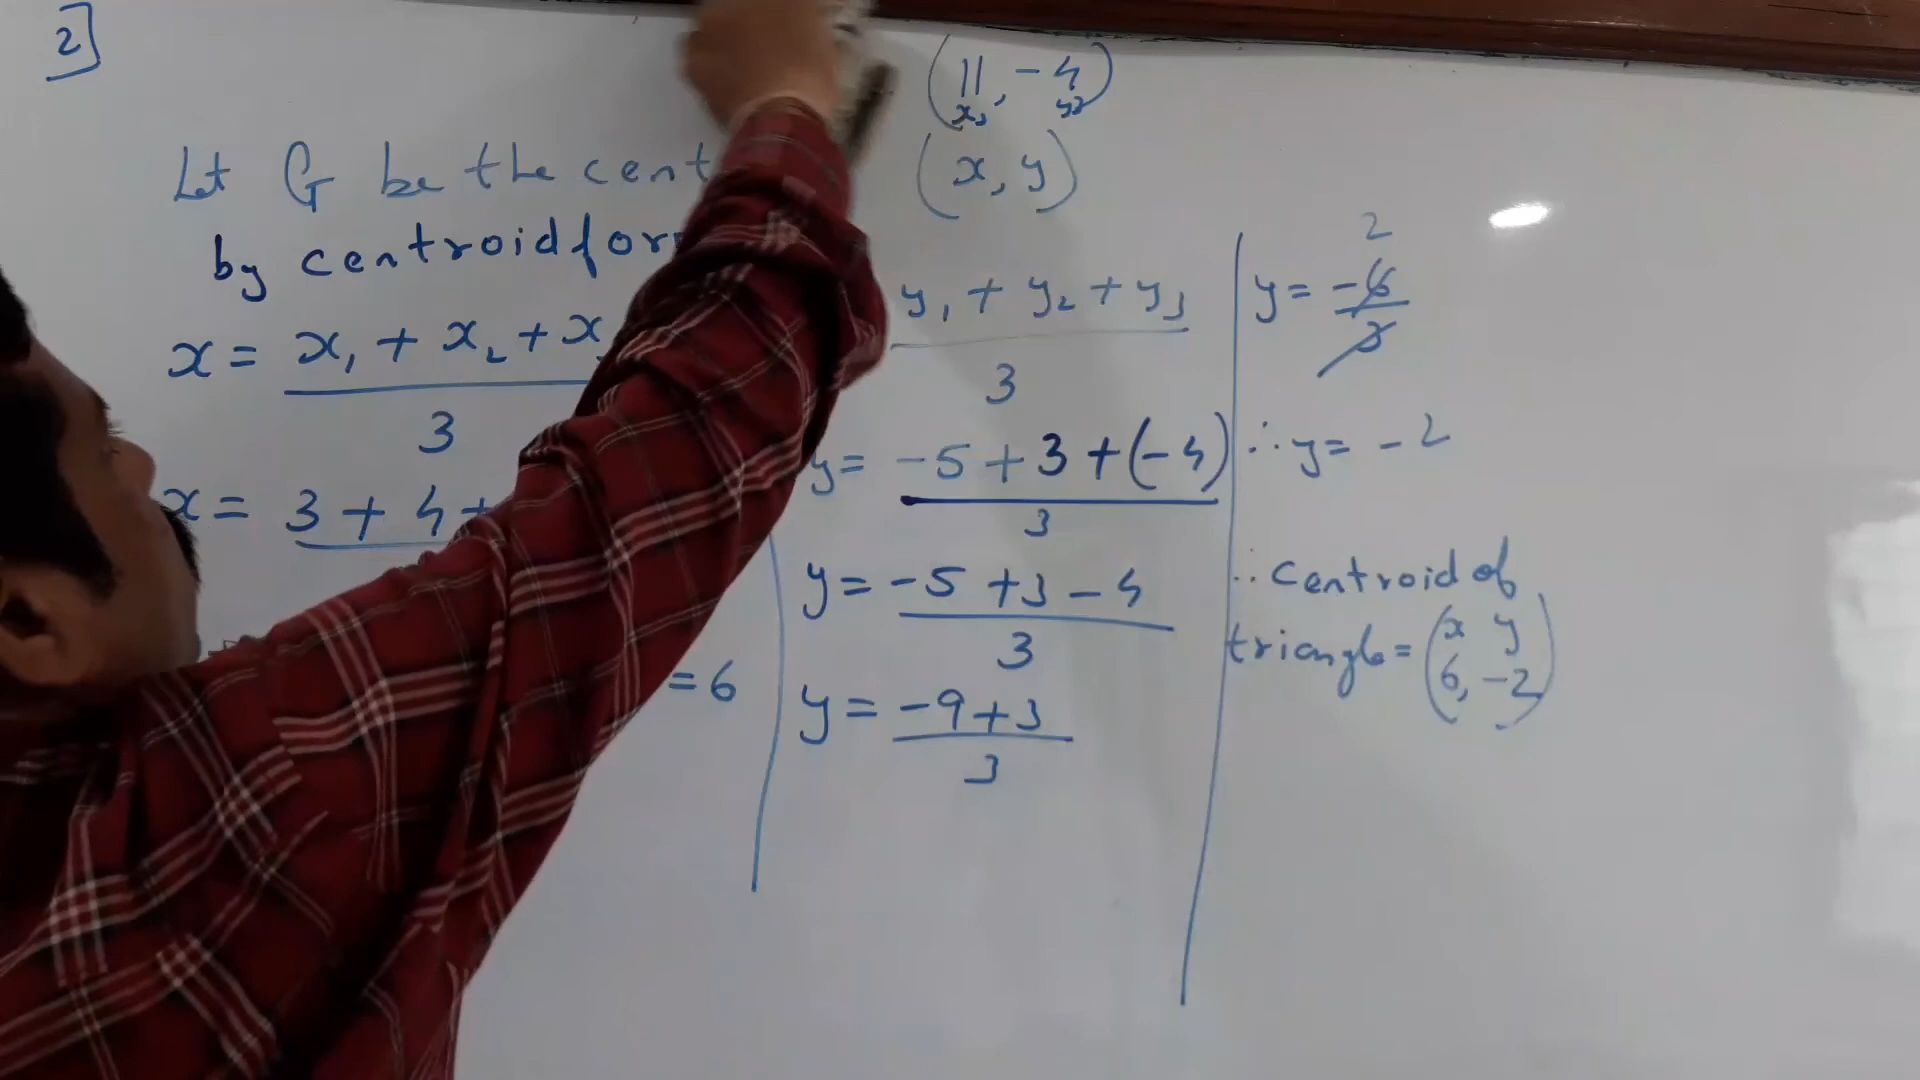 2]
(11, -4)
x3 y3
Let G be the cent (x, y)
by centroid for
x = x₁ + x₂ + x
3
x = 3 + 4 +
= 6
y₁ + y₂ + y₃
3
y = -5 + 3 + (-4)
3
y = -5 + 3 - 4
3
y = -9 + 3
3
2
y = -6
3
∴ y = -2
∴ centroid of
x y
triangle = (6, -2)